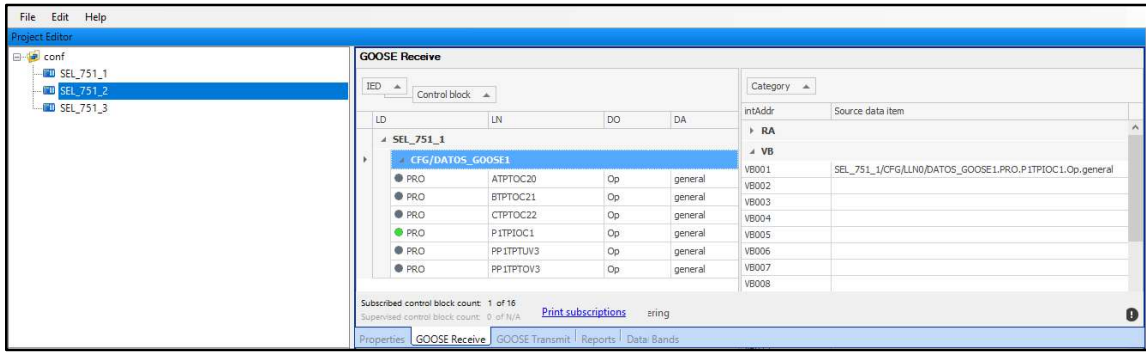 File Edit Help
Project Editor
conf
SEL_751_1
SEL_751_2
SEL_751_3
GOOSE Receive
IED
Control block
LD LN DO DA
SEL_751_1
CFG/DATOS_GOOSE1
PRO ATPTOC20 Op general
PRO BTPTOC21 Op general
PRO CTPTOC22 Op general
PRO P1TPIOC1 Op general
PRO PP1TPTUV3 Op general
PRO PP1TPTOV3 Op general
Category
intAddr Source data item
RA
VB
VB001 SEL_751_1/CFG/LLN0/DATOS_GOOSE1.PRO.P1TPIOC1.Op.general
VB002
VB003
VB004
VB005
VB006
VB007
VB008
Subscribed control block count: 1 of 16
Supervised control block count: 0 of N/A
Print subscriptions ering
Properties GOOSE Receive GOOSE Transmit Reports Data Bands